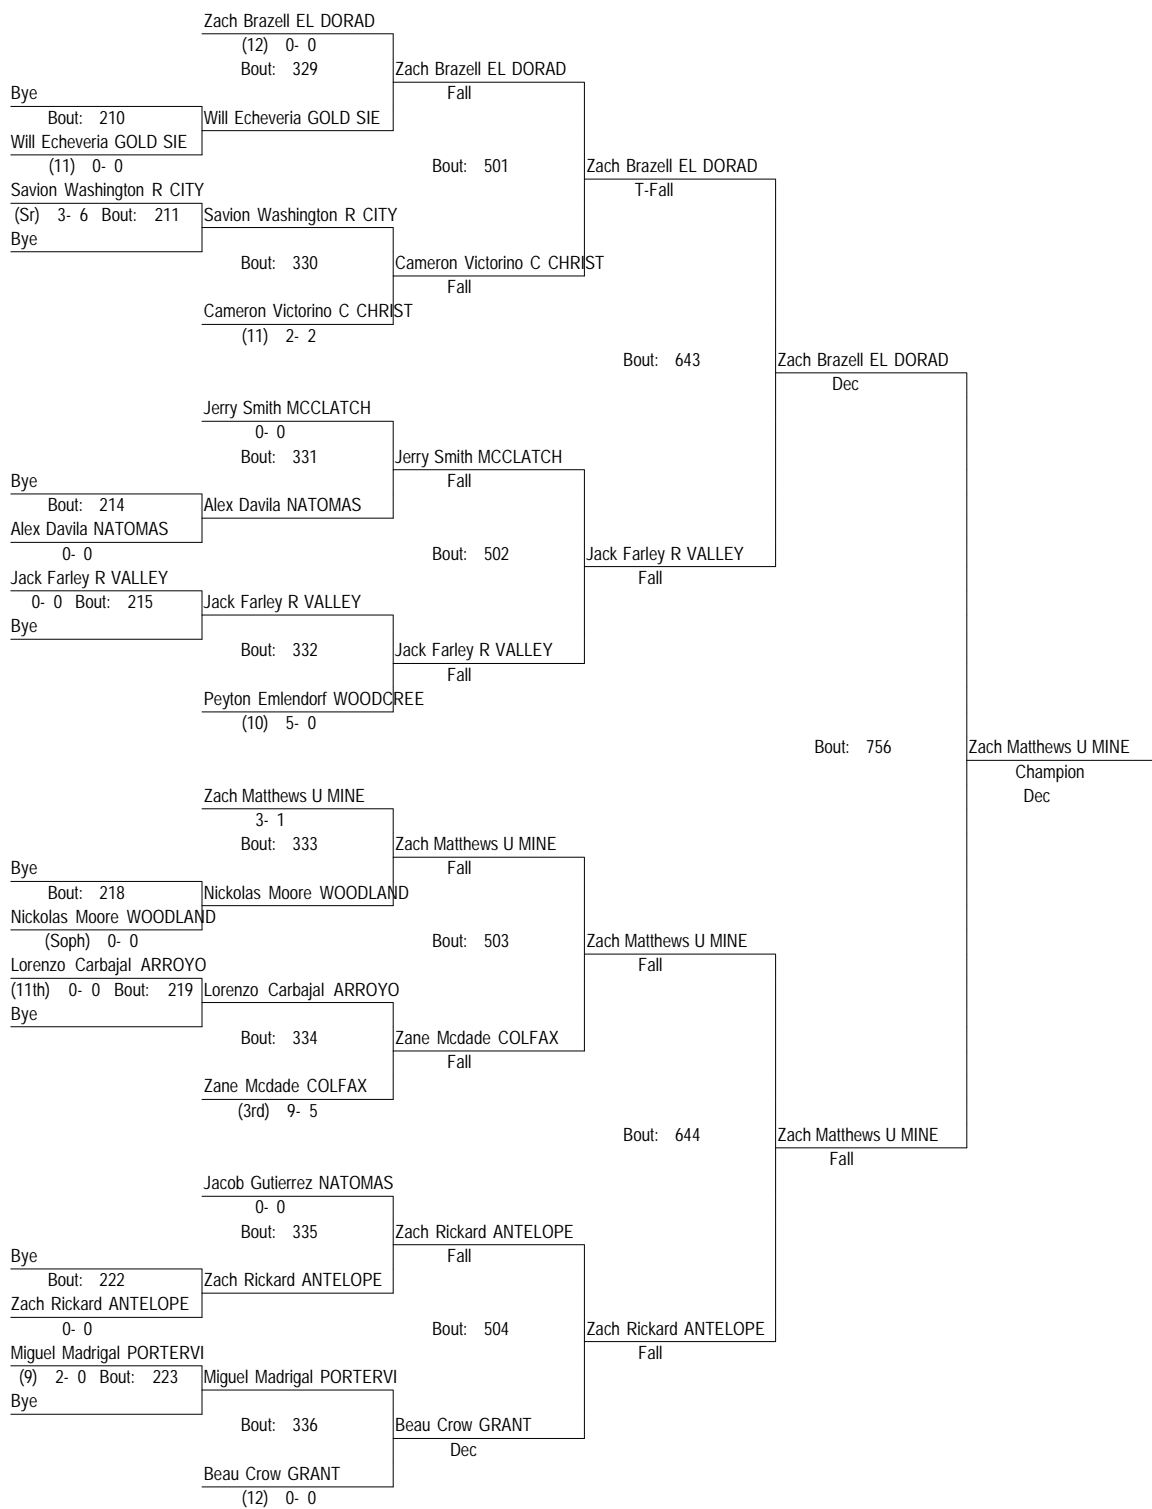 Zach Brazell EL DORAD
(12) 0- 0
Bout: 329
Zach Brazell EL DORAD
Fall
Bye
Bout: 210
Will Echeveria GOLD SIE
Will Echeveria GOLD SIE
(11) 0- 0
Bout: 501
Zach Brazell EL DORAD
T-Fall
Savion Washington R CITY
(Sr) 3- 6 Bout: 211
Savion Washington R CITY
Bye
Bout: 330
Cameron Victorino C CHRIST
Fall
Cameron Victorino C CHRIST
(11) 2- 2
Bout: 643
Zach Brazell EL DORAD
Dec
Jerry Smith MCCLATCH
0- 0
Bout: 331
Jerry Smith MCCLATCH
Fall
Bye
Bout: 214
Alex Davila NATOMAS
Alex Davila NATOMAS
0- 0
Bout: 502
Jack Farley R VALLEY
Fall
Jack Farley R VALLEY
0- 0 Bout: 215
Jack Farley R VALLEY
Bye
Bout: 332
Jack Farley R VALLEY
Fall
Peyton Emlendorf WOODCREE
(10) 5- 0
Bout: 756
Zach Matthews U MINE
Champion
Dec
Zach Matthews U MINE
3- 1
Bout: 333
Zach Matthews U MINE
Fall
Bye
Bout: 218
Nickolas Moore WOODLAND
Nickolas Moore WOODLAND
(Soph) 0- 0
Bout: 503
Zach Matthews U MINE
Fall
Lorenzo Carbajal ARROYO
(11th) 0- 0 Bout: 219
Lorenzo Carbajal ARROYO
Bye
Bout: 334
Zane Mcdade COLFAX
Fall
Zane Mcdade COLFAX
(3rd) 9- 5
Bout: 644
Zach Matthews U MINE
Fall
Jacob Gutierrez NATOMAS
0- 0
Bout: 335
Zach Rickard ANTELOPE
Fall
Bye
Bout: 222
Zach Rickard ANTELOPE
Zach Rickard ANTELOPE
0- 0
Bout: 504
Zach Rickard ANTELOPE
Fall
Miguel Madrigal PORTERVI
(9) 2- 0 Bout: 223
Miguel Madrigal PORTERVI
Bye
Bout: 336
Beau Crow GRANT
Dec
Beau Crow GRANT
(12) 0- 0